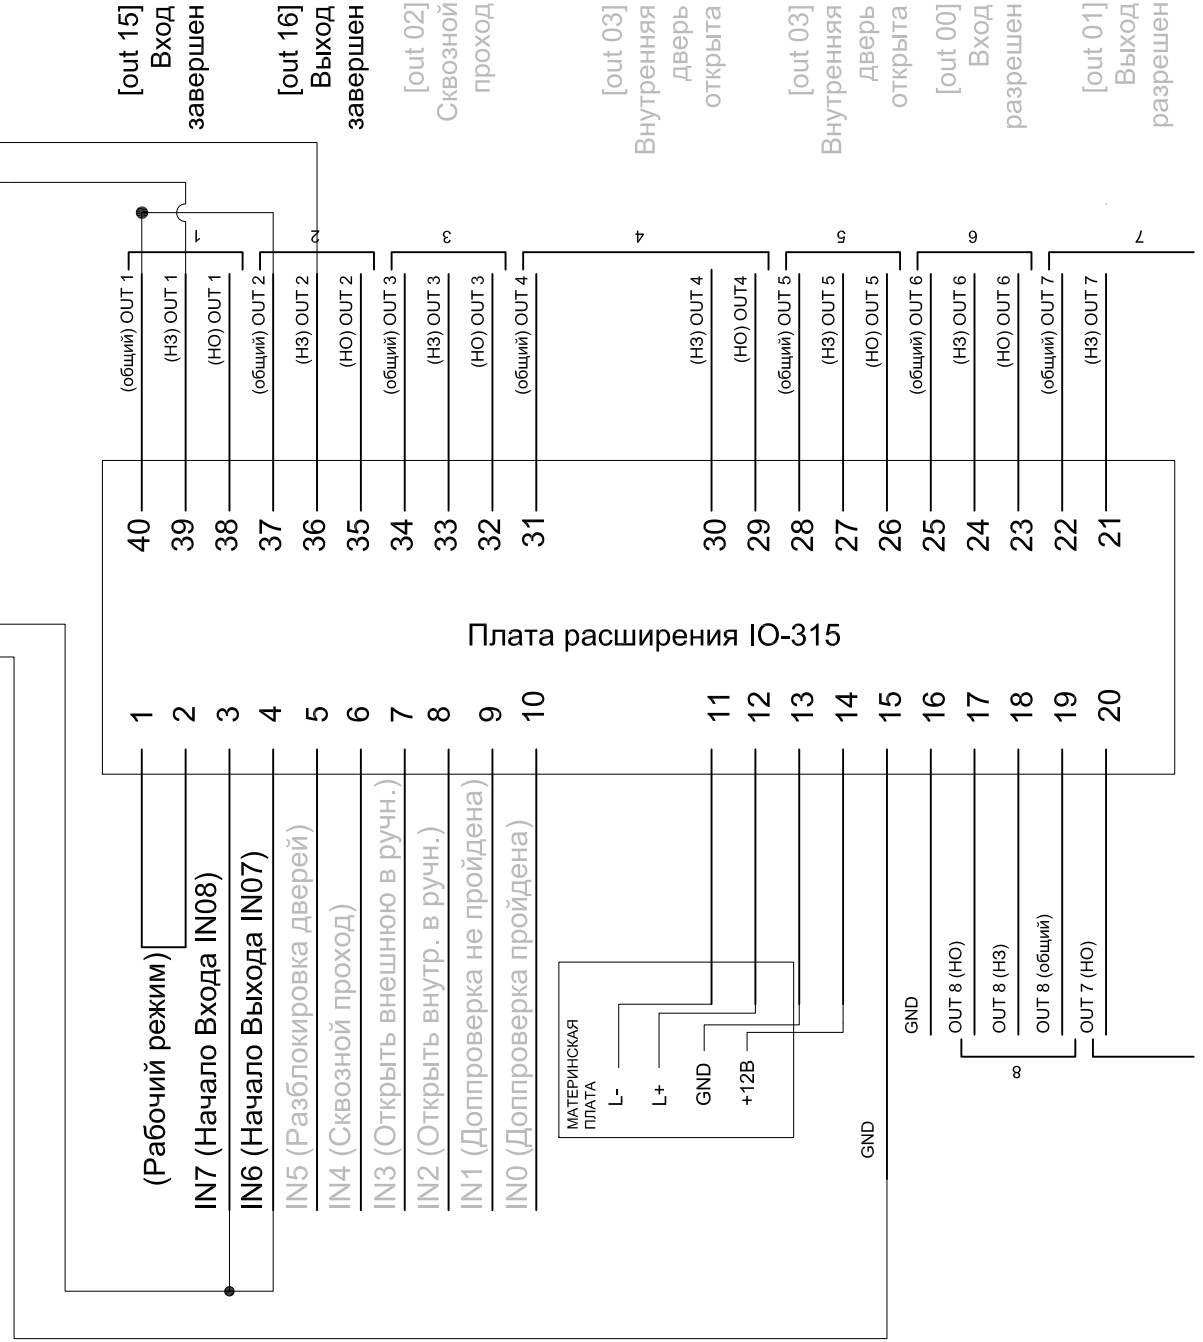 [out 15]
Вход
завершен
[out 16]
Выход
завершен
[out 02]
Сквозной
проход
[out 03]
Внутренняя
дверь
открыта
[out 03]
Внутренняя
дверь
открыта
[out 00]
Вход
разрешен
[out 01]
Выход
разрешен
1
2
3
4
5
6
7
(общий) OUT 1
(НЗ) OUT 1
(НО) OUT 1
(общий) OUT 2
(НЗ) OUT 2
(НО) OUT 2
(общий) OUT 3
(НЗ) OUT 3
(НО) OUT 3
(общий) OUT 4
(НЗ) OUT 4
(НО) OUT4
(общий) OUT 5
(НЗ) OUT 5
(НО) OUT 5
(общий) OUT 6
(НЗ) OUT 6
(НО) OUT 6
(общий) OUT 7
(НЗ) OUT 7
40
39
38
37
36
35
34
33
32
31
30
29
28
27
26
25
24
23
22
21
Плата расширения IO-315
1
2
3
4
5
6
7
8
9
10
11
12
13
14
15
16
17
18
19
20
(Рабочий режим)
IN7 (Начало Входа IN08)
IN6 (Начало Выхода IN07)
IN5 (Разблокировка дверей)
IN4 (Сквозной проход)
IN3 (Открыть внешнюю в ручн.)
IN2 (Открыть внутр. в ручн.)
IN1 (Доппроверка не пройдена)
IN0 (Доппроверка пройдена)
МАТЕРИНСКАЯ
ПЛАТА
L-
L+
GND
+12В
GND
GND
OUT 8 (НО)
OUT 8 (НЗ)
OUT 8 (общий)
OUT 7 (НО)
8